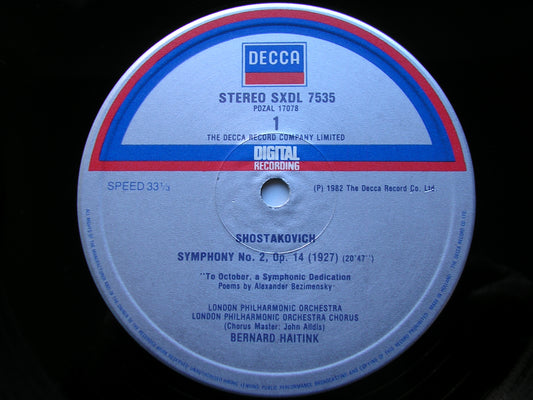 DECCA
STEREO SXDL 7535
PDZAL 17078
1
THE DECCA RECORD COMPANY LIMITED
DIGITAL
RECORDING
SPEED 33⅓
(P) 1982 The Decca Record Co. Ltd.
SHOSTAKOVICH
SYMPHONY No. 2, Op. 14 (1927) (20'47'')
"To October, a Symphonic Dedication
Poems by Alexander Bezimensky
LONDON PHILHARMONIC ORCHESTRA
LONDON PHILHARMONIC ORCHESTRA CHORUS
(Chorus Master: John Alldis)
BERNARD HAITINK